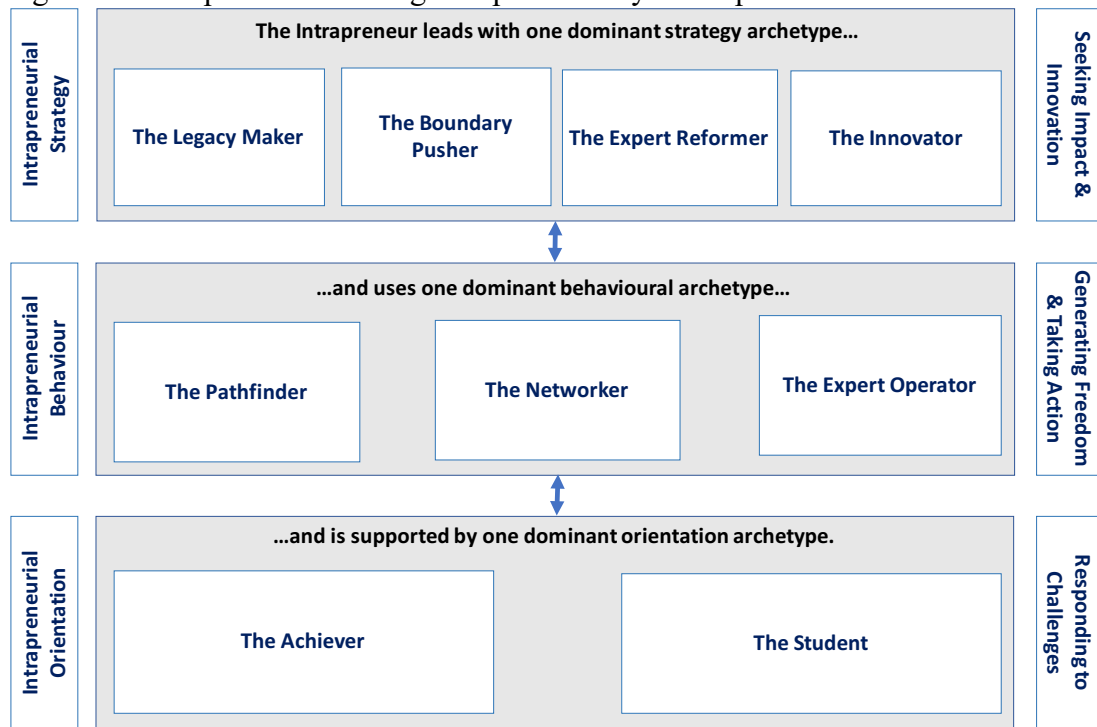 Intrapreneurial
Strategy
The Intrapreneur leads with one dominant strategy archetype…
The Legacy Maker
The Boundary
Pusher
The Expert Reformer
The Innovator
Seeking Impact &
Innovation
Intrapreneurial
Behaviour
…and uses one dominant behavioural archetype…
The Pathfinder
The Networker
The Expert Operator
Generating Freedom
& Taking Action
Intrapreneurial
Orientation
…and is supported by one dominant orientation archetype.
The Achiever
The Student
Responding to
Challenges